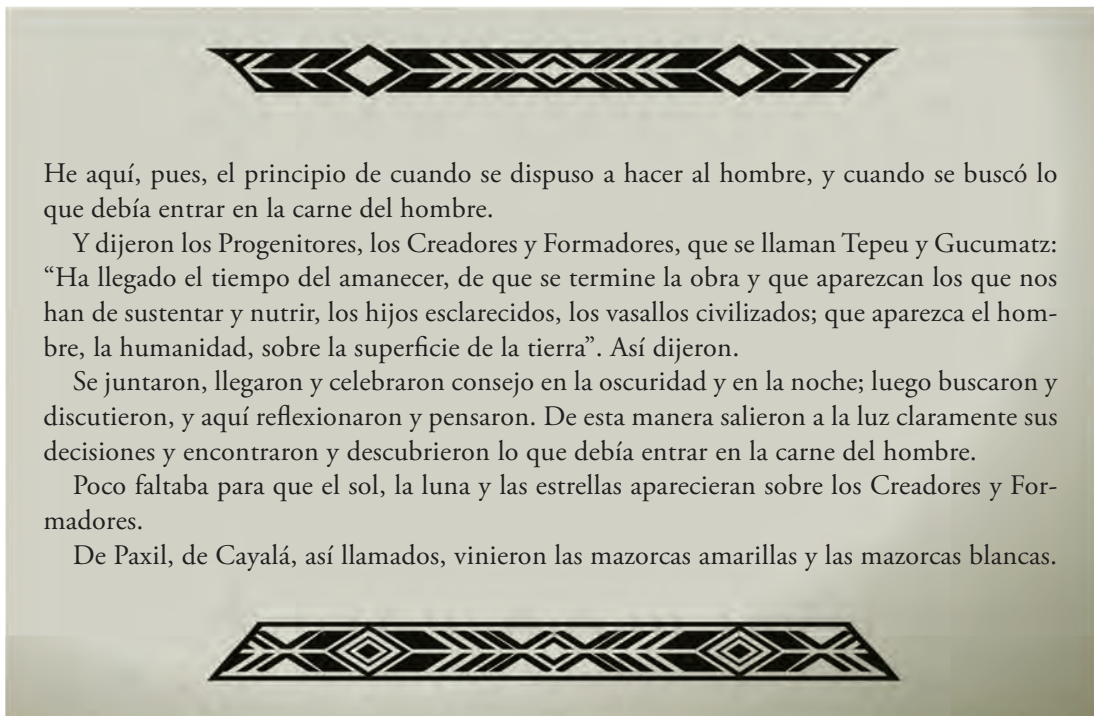 He aquí, pues, el principio de cuando se dispuso a hacer al hombre, y cuando se buscó lo
que debía entrar en la carne del hombre.
Y dijeron los Progenitores, los Creadores y Formadores, que se llaman Tepeu y Gucumatz:
“Ha llegado el tiempo del amanecer, de que se termine la obra y que aparezcan los que nos
han de sustentar y nutrir, los hijos esclarecidos, los vasallos civilizados; que aparezca el hom-
bre, la humanidad, sobre la superficie de la tierra”. Así dijeron.
Se juntaron, llegaron y celebraron consejo en la oscuridad y en la noche; luego buscaron y
discutieron, y aquí reflexionaron y pensaron. De esta manera salieron a la luz claramente sus
decisiones y encontraron y descubrieron lo que debía entrar en la carne del hombre.
Poco faltaba para que el sol, la luna y las estrellas aparecieran sobre los Creadores y For-
madores.
De Paxil, de Cayalá, así llamados, vinieron las mazorcas amarillas y las mazorcas blancas.